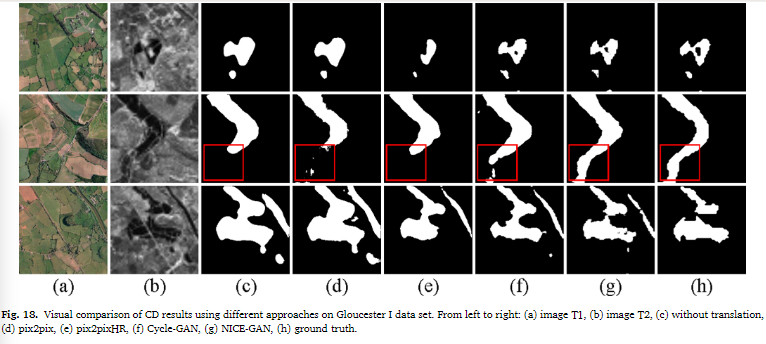 (a) (b) (c) (d) (e) (f) (g) (h)
Fig. 18. Visual comparison of CD results using different approaches on Gloucester I data set. From left to right: (a) image T1, (b) image T2, (c) without translation,
(d) pix2pix, (e) pix2pixHR, (f) Cycle-GAN, (g) NICE-GAN, (h) ground truth.